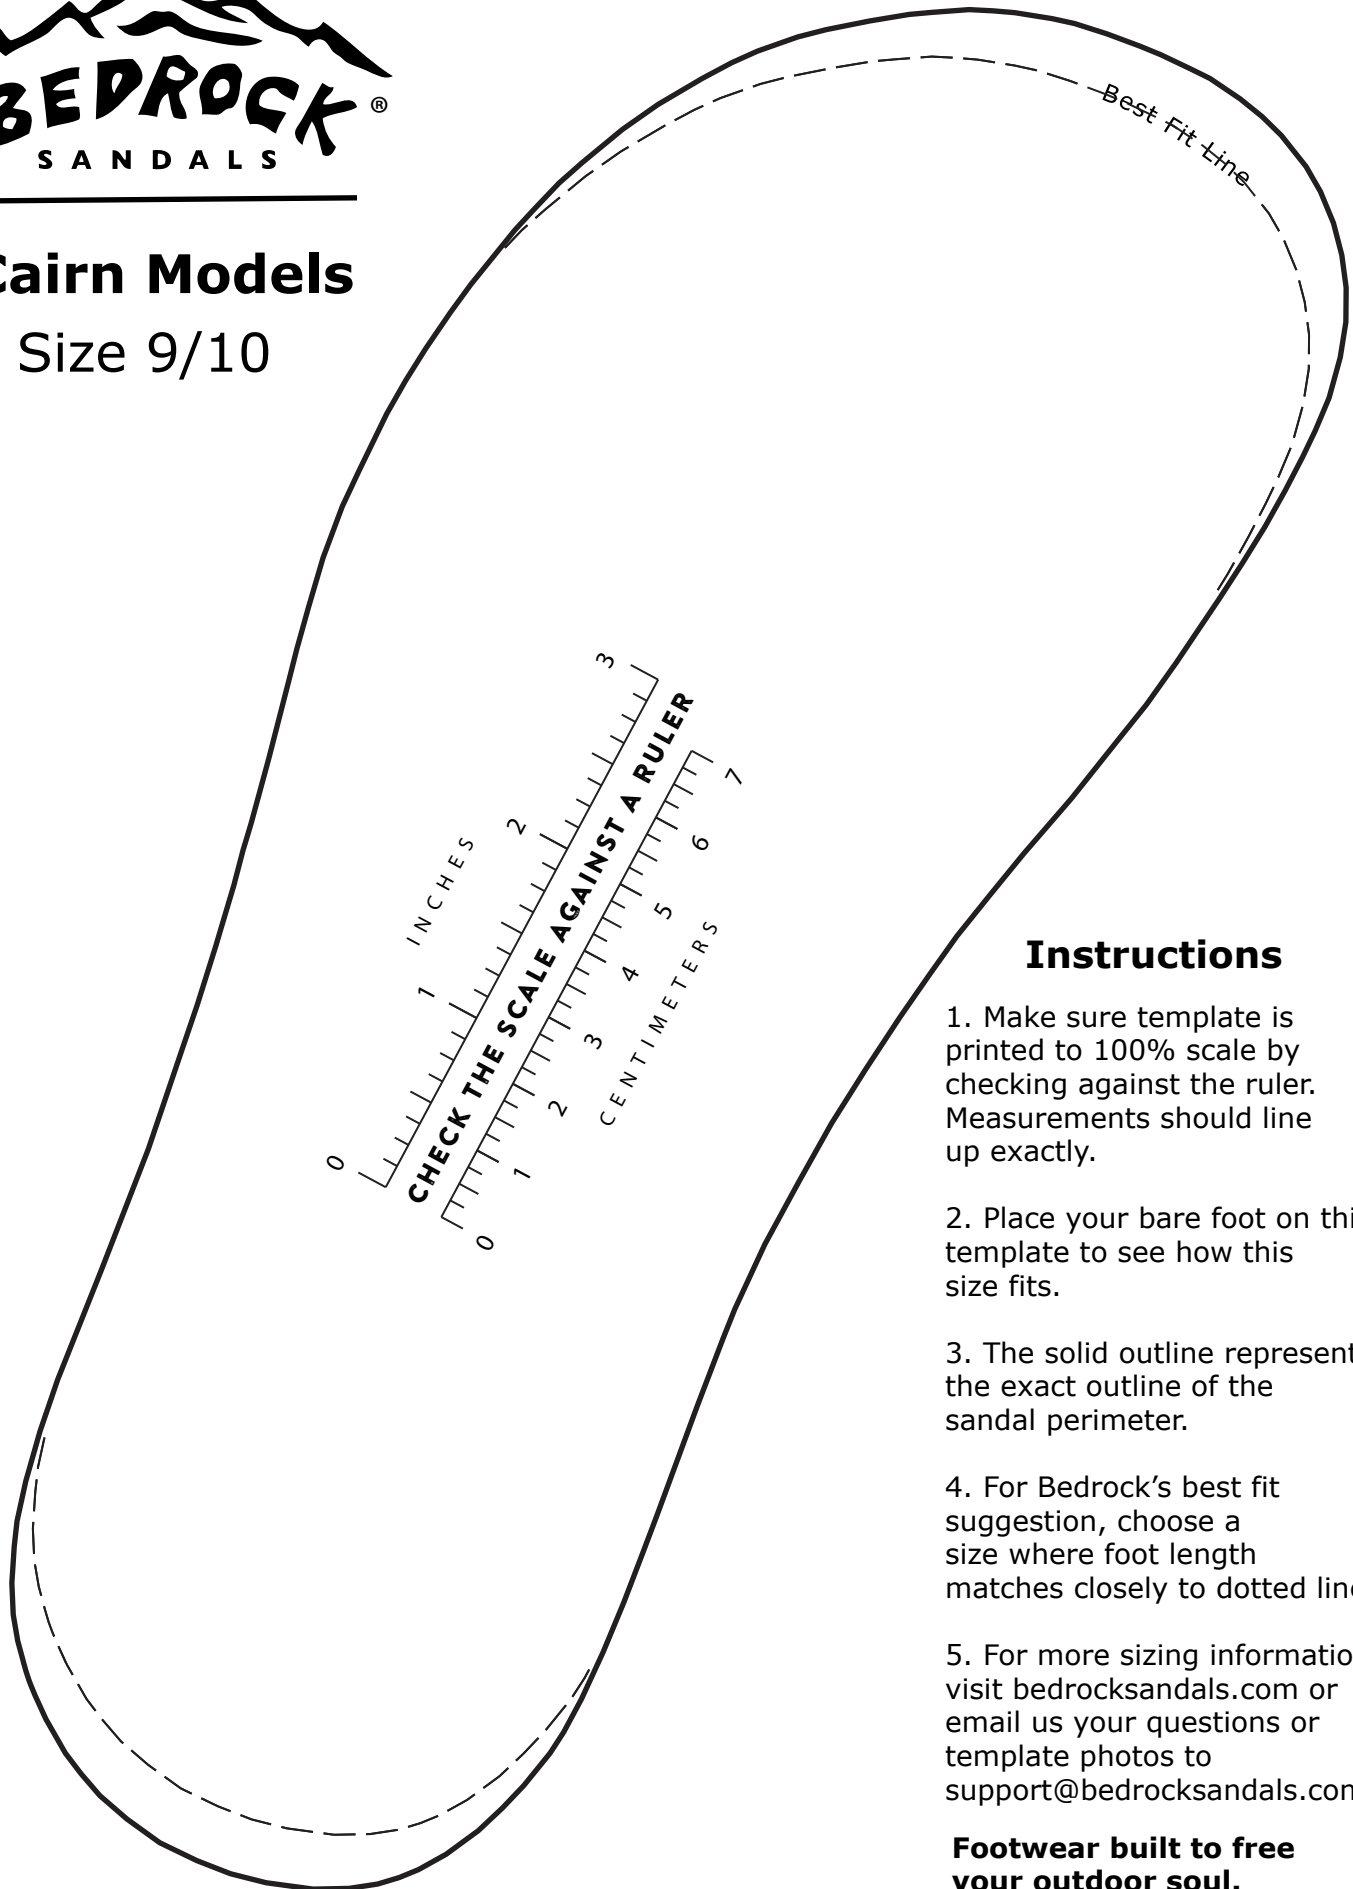 BEDROCK®
SANDALS
Cairn Models
Size 9/10
Best Fit Line
INCHES
0 1 2 3
CHECK THE SCALE AGAINST A RULER
0 1 2 3 4 5 6 7
CENTIMETERS
Instructions
1. Make sure template is
printed to 100% scale by
checking against the ruler.
Measurements should line
up exactly.
2. Place your bare foot on thi
template to see how this
size fits.
3. The solid outline represent
the exact outline of the
sandal perimeter.
4. For Bedrock’s best fit
suggestion, choose a
size where foot length
matches closely to dotted line
5. For more sizing informatio
visit bedrocksandals.com or
email us your questions or
template photos to
support@bedrocksandals.com
Footwear built to free
your outdoor soul.